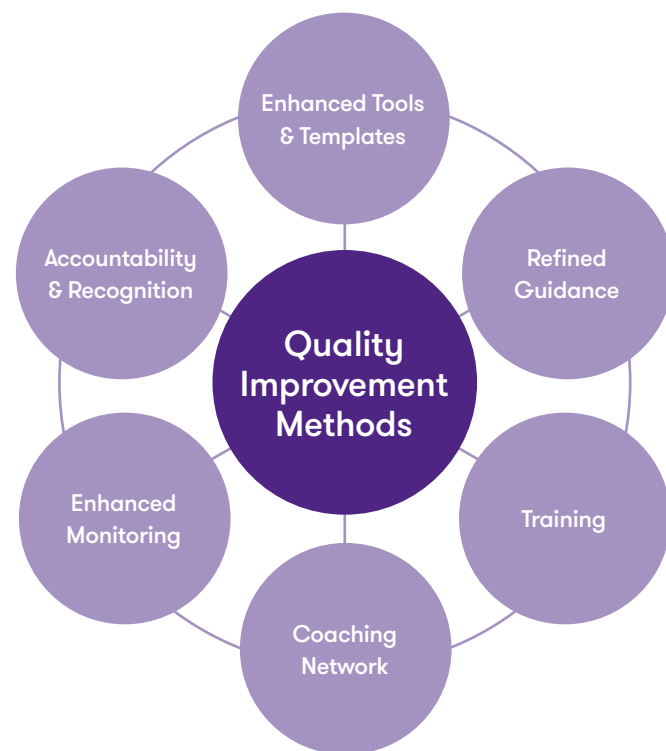 Enhanced Tools
& Templates
Accountability
& Recognition
Refined
Guidance
Quality
Improvement
Methods
Enhanced
Monitoring
Training
Coaching
Network